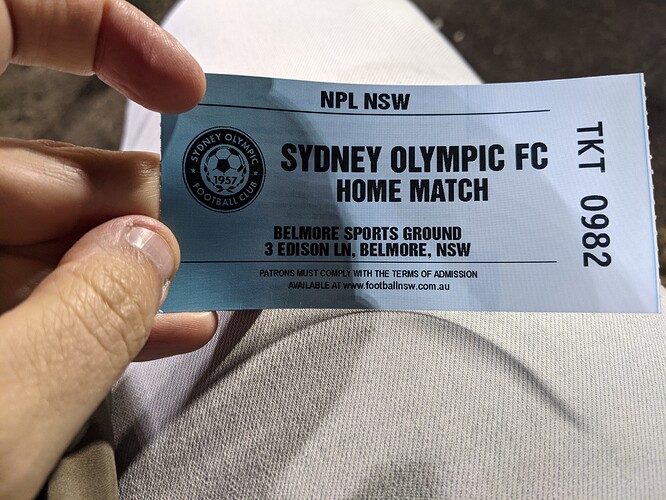 NPL NSW
SYDNEY OLYMPIC
1957
FOOTBALL CLUB
SYDNEY OLYMPIC FC
HOME MATCH
BELMORE SPORTS GROUND
3 EDISON LN, BELMORE, NSW
PATRONS MUST COMPLY WITH THE TERMS OF ADMISSION
AVAILABLE AT www.footballnsw.com.au
TKT 0982